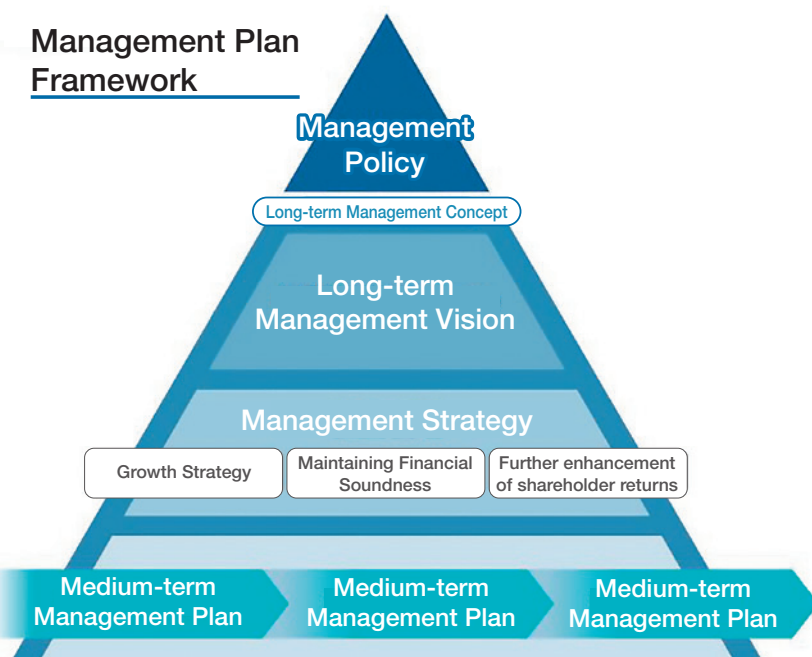 Management Plan
Framework
Management
Policy
Long-term Management Concept
Long-term
Management Vision
Management Strategy
Growth Strategy
Maintaining Financial
Soundness
Further enhancement
of shareholder returns
Medium-term
Management Plan
Medium-term
Management Plan
Medium-term
Management Plan